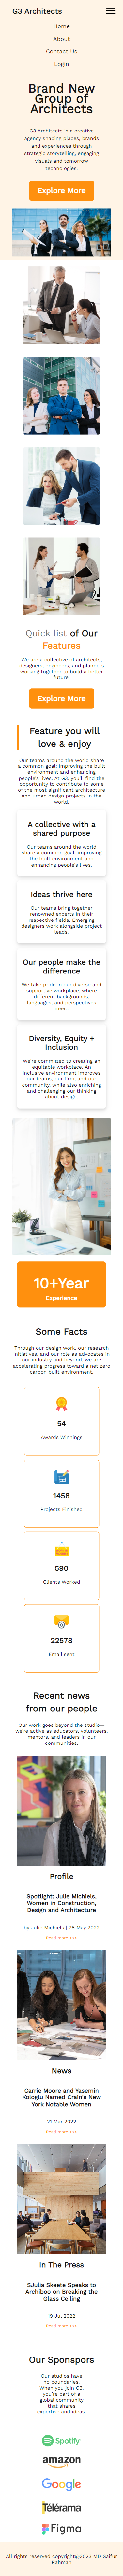 G3 Architects
Home
About
Contact Us
Login
Brand New
Group of
Architects
G3 Architects is a creative
agency shaping places, brands
and experiences through
strategic storytelling, engaging
visuals and tomorrow
technologies.
Explore More
Quick list of Our
Features
We are a collective of architects,
designers, engineers, and planners
working together to build a better
future.
Explore More
Feature you will
love & enjoy
Our teams around the world share
a common goal: improving the built
environment and enhancing
people's lives. At G3, you'll find the
opportunity to contribute to some
of the most significant architecture
and urban design projects in the
world.
A collective with a
shared purpose
Our teams around the world
share a common goal: improving
the built environment and
enhancing people's lives.
Ideas thrive here
Our teams bring together
renowned experts in their
respective fields. Emerging
designers work alongside project
leads.
Our people make the
difference
We take pride in our diverse and
supportive workplace, where
different backgrounds,
languages, and perspectives
meet.
Diversity, Equity +
Inclusion
We're committed to creating an
equitable workplace. An
inclusive environment improves
our teams, our firm, and our
community, while also enriching
and challenging our thinking
about design.
10+Year
Experience
Some Facts
Through our design work, our research
initiatives, and our role as advocates in
our industry and beyond, we are
accelerating progress toward a net zero
carbon built environment.
54
Awards Winnings
1458
Projects Finished
590
Clients Worked
22578
Email sent
Recent news
from our people
Our work goes beyond the studio—
we're active as educators, volunteers,
mentors, and leaders in our
communities.
Profile
Spotlight: Julie Michiels,
Women in Construction,
Design and Architecture
by Julie Michiels | 28 May 2022
Read more >>>
News
Carrie Moore and Yasemin
Kologlu Named Crain's New
York Notable Women
21 Mar 2022
Read more >>>
In The Press
SJulia Skeete Speaks to
Archiboo on Breaking the
Glass Ceiling
19 Jul 2022
Read more >>>
Our Sponspors
Our studios have
no boundaries.
When you join G3,
you're part of a
global community
that shares
expertise and ideas.
Spotify
amazon
Google
Télérama
Figma
All rights reserved copyright@2023 MD Saifur
Rahman